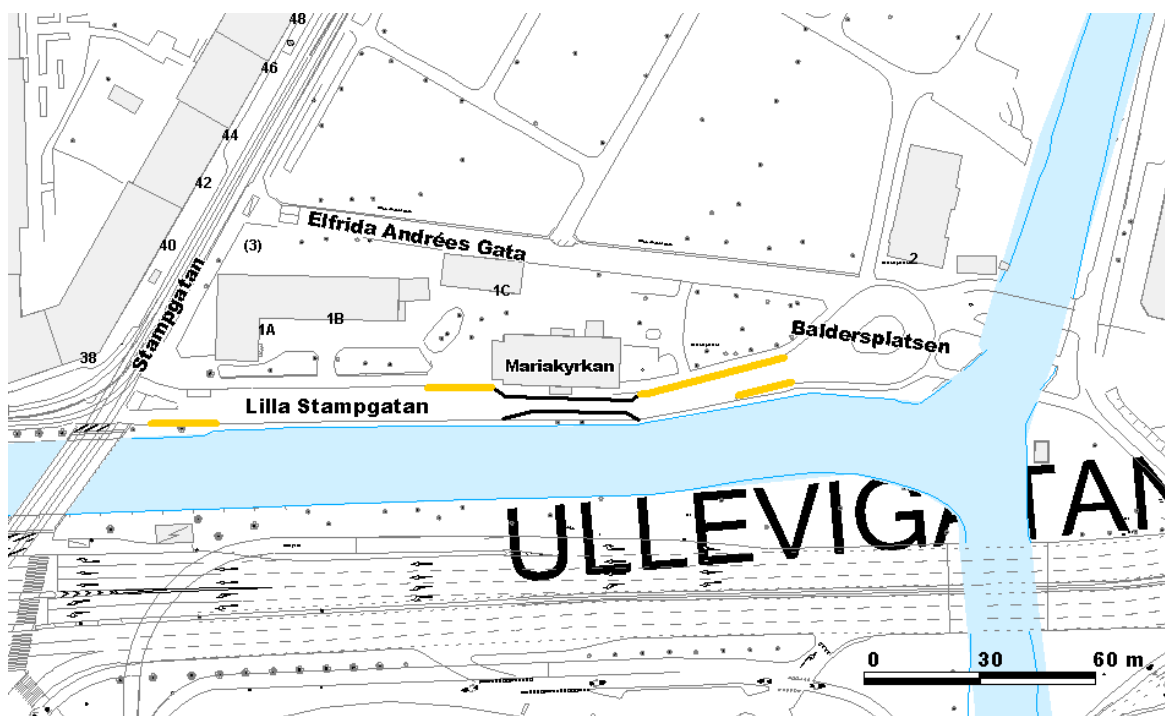 48
46
44
42
40
38
Stampgatan
(3)
Elfrida Andrées Gata
1C
1A
1B
2
Mariakyrkan
Baldersplatsen
Lilla Stampgatan
ULLEVIGATAN
0 30 60 m